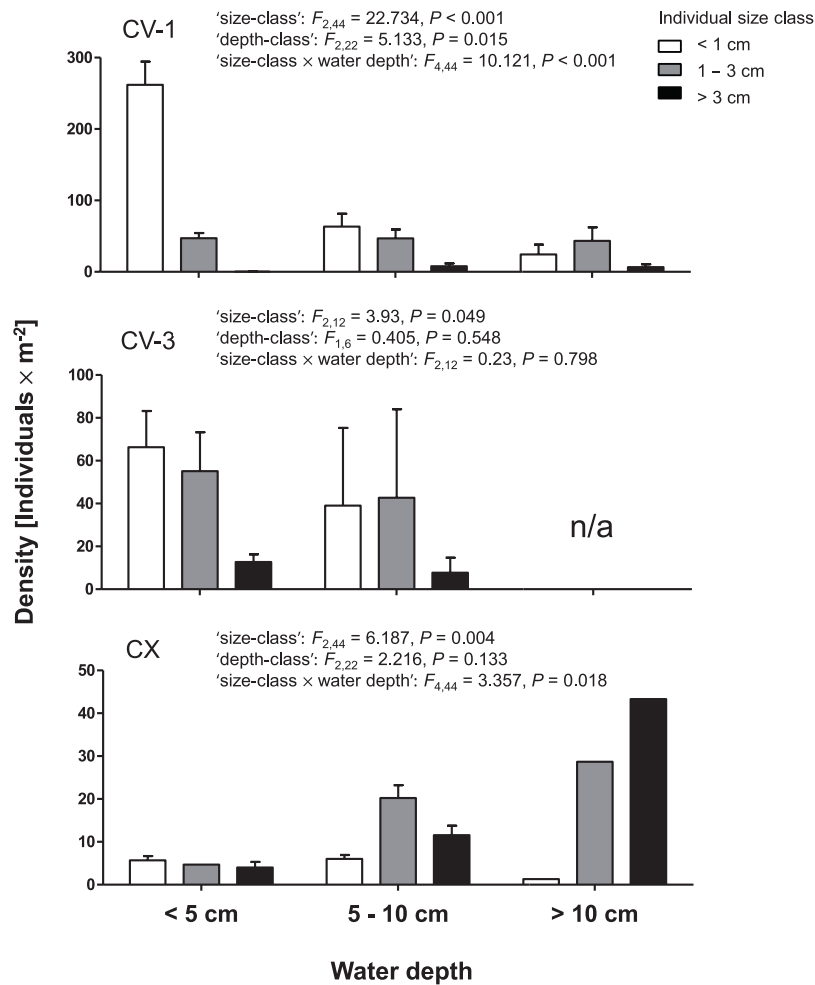 CV-1
'size-class': F2,44 = 22.734, P < 0.001
'depth-class': F2,22 = 5.133, P = 0.015
'size-class × water depth': F4,44 = 10.121, P < 0.001
Individual size class
< 1 cm
1 – 3 cm
> 3 cm
300
200
100
0
CV-3
'size-class': F2,12 = 3.93, P = 0.049
'depth-class': F1,6 = 0.405, P = 0.548
'size-class × water depth': F2,12 = 0.23, P = 0.798
100
80
60
40
20
0
n/a
Density [Individuals × m-2]
CX
'size-class': F2,44 = 6.187, P = 0.004
'depth-class': F2,22 = 2.216, P = 0.133
'size-class × water depth': F4,44 = 3.357, P = 0.018
50
40
30
20
10
0
< 5 cm 5 - 10 cm > 10 cm
Water depth